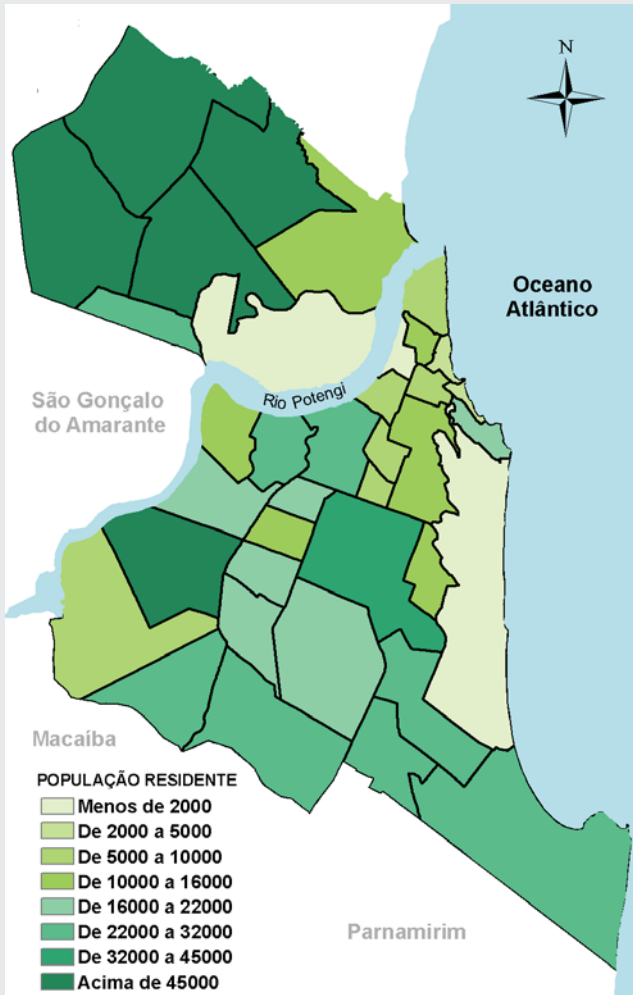 N
Oceano
Atlântico
Rio Potengi
São Gonçalo
do Amarante
Macaíba
POPULAÇÃO RESIDENTE
Menos de 2000
De 2000 a 5000
De 5000 a 10000
De 10000 a 16000
De 16000 a 22000
De 22000 a 32000
De 32000 a 45000
Acima de 45000
Parnamirim